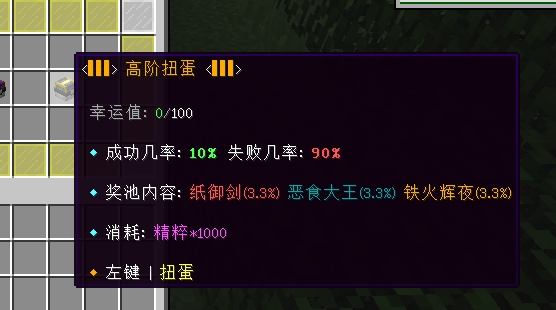 <▮▮▮> 高阶扭蛋 <▮▮▮>
幸运值: 0/100
◆ 成功几率: 10% 失败几率: 90%
◆ 奖池内容: 纸御剑(3.3%) 恶食大王(3.3%) 铁火辉夜(3.3%)
◆ 消耗: 精粹*1000
◆ 左键 | 扭蛋